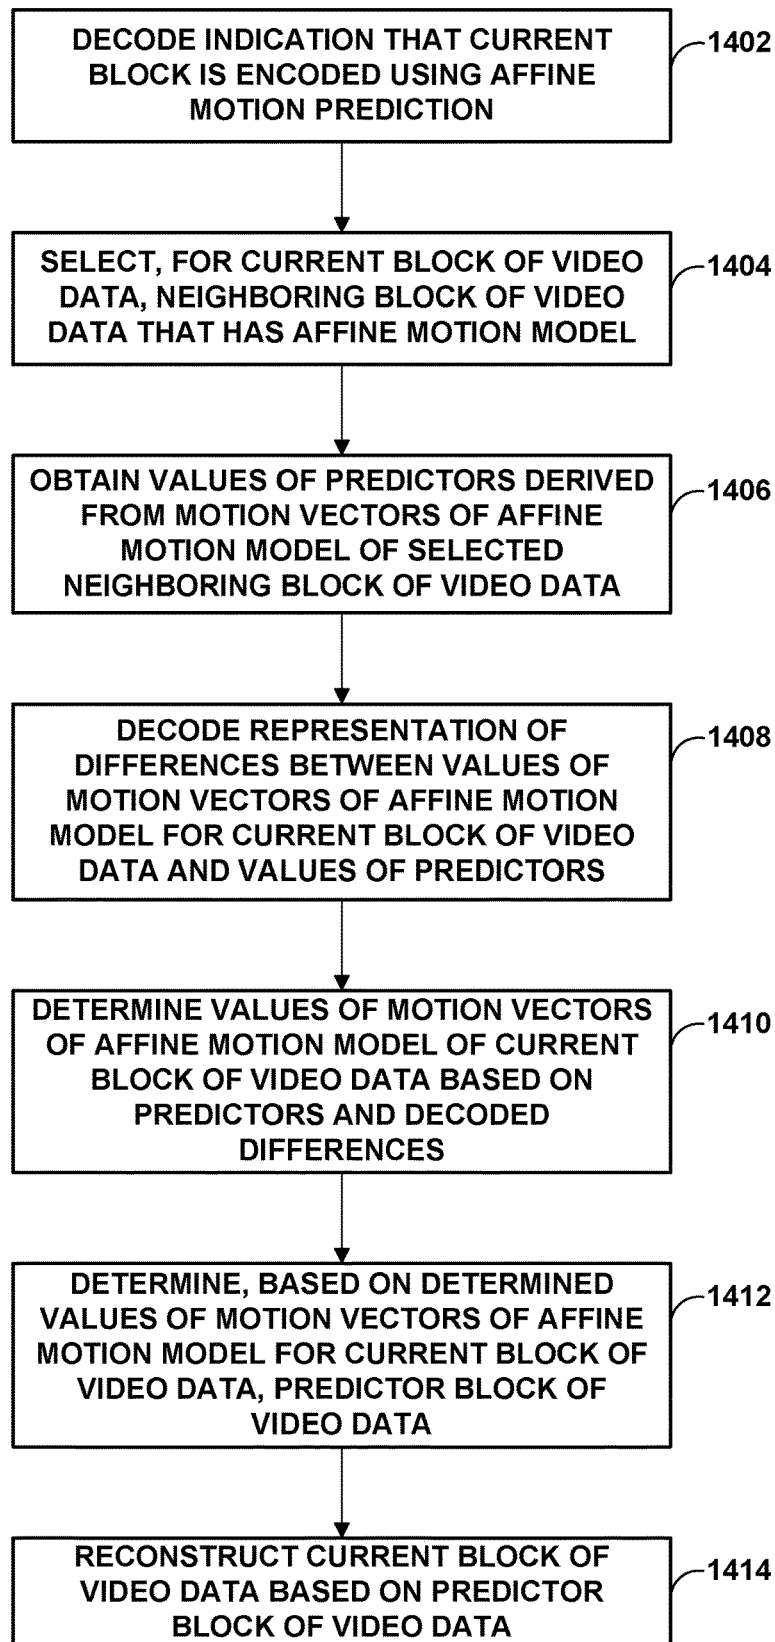 DECODE INDICATION THAT CURRENT
BLOCK IS ENCODED USING AFFINE
MOTION PREDICTION
1402
SELECT, FOR CURRENT BLOCK OF VIDEO
DATA, NEIGHBORING BLOCK OF VIDEO
DATA THAT HAS AFFINE MOTION MODEL
1404
OBTAIN VALUES OF PREDICTORS DERIVED
FROM MOTION VECTORS OF AFFINE
MOTION MODEL OF SELECTED
NEIGHBORING BLOCK OF VIDEO DATA
1406
DECODE REPRESENTATION OF
DIFFERENCES BETWEEN VALUES OF
MOTION VECTORS OF AFFINE MOTION
MODEL FOR CURRENT BLOCK OF VIDEO
DATA AND VALUES OF PREDICTORS
1408
DETERMINE VALUES OF MOTION VECTORS
OF AFFINE MOTION MODEL OF CURRENT
BLOCK OF VIDEO DATA BASED ON
PREDICTORS AND DECODED
DIFFERENCES
1410
DETERMINE, BASED ON DETERMINED
VALUES OF MOTION VECTORS OF AFFINE
MOTION MODEL FOR CURRENT BLOCK OF
VIDEO DATA, PREDICTOR BLOCK OF
VIDEO DATA
1412
RECONSTRUCT CURRENT BLOCK OF
VIDEO DATA BASED ON PREDICTOR
BLOCK OF VIDEO DATA
1414